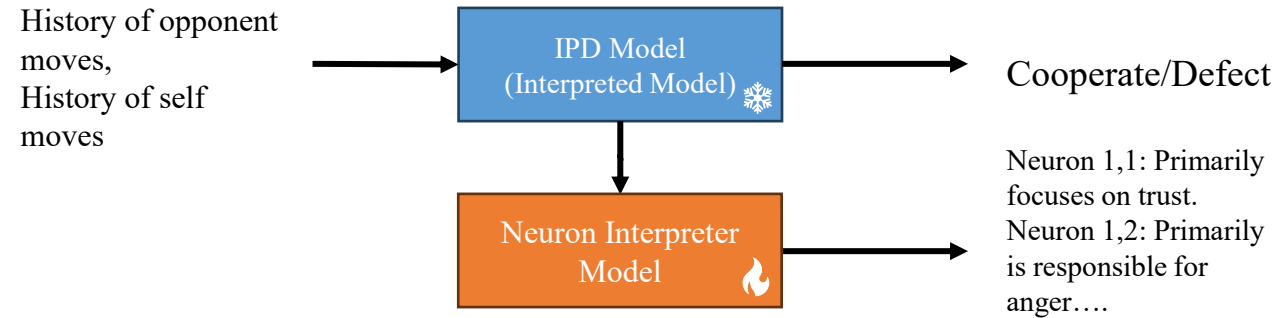 History of opponent
moves,
History of self
moves
IPD Model
(Interpreted Model)
Cooperate/Defect
Neuron Interpreter
Model
Neuron 1,1: Primarily
focuses on trust.
Neuron 1,2: Primarily
is responsible for
anger….